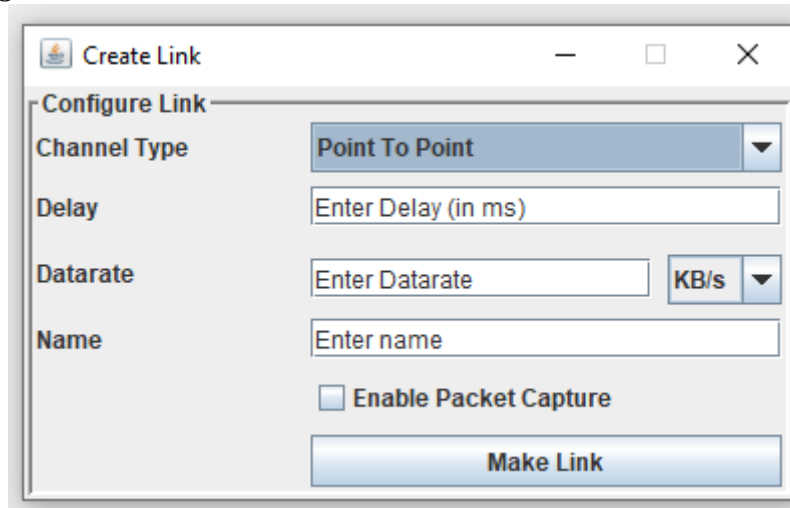 Create Link
Configure Link
Channel Type Point To Point
Delay Enter Delay (in ms)
Datarate Enter Datarate KB/s
Name Enter name
Enable Packet Capture
Make Link